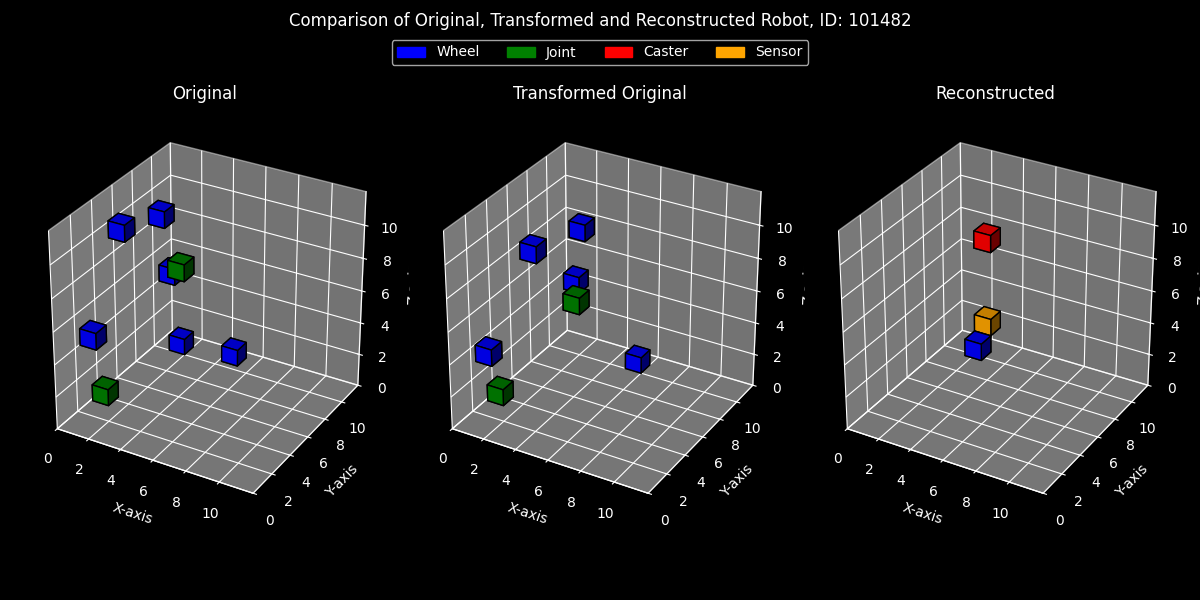 Comparison of Original, Transformed and Reconstructed Robot, ID: 101482
Wheel Joint Caster Sensor
Original Transformed Original Reconstructed
10 10 10
8 8 8
6 6 6
4 4 4
2 2 2
0 0 0
0 2 4 6 8 10 X-axis 0 2 4 6 8 10 Y-axis
0 2 4 6 8 10 X-axis 0 2 4 6 8 10 Y-axis
0 2 4 6 8 10 X-axis 0 2 4 6 8 10 Y-axis